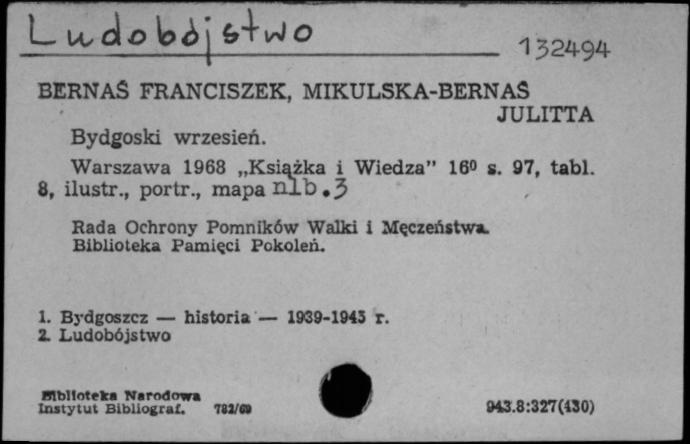 Ludobójstwo
132494
BERNAŚ FRANCISZEK, MIKULSKA-BERNAŚ
JULITTA
Bydgoski wrzesień.
Warszawa 1968 „Książka i Wiedza” 16⁰ s. 97, tabl.
8, ilustr., portr., mapa nlb. 3
Rada Ochrony Pomników Walki i Męczeństwa.
Biblioteka Pamięci Pokoleń.
1. Bydgoszcz — historia — 1939-1945 r.
2. Ludobójstwo
Biblioteka Narodowa
Instytut Bibliograf. 782/69
943.8:327(430)